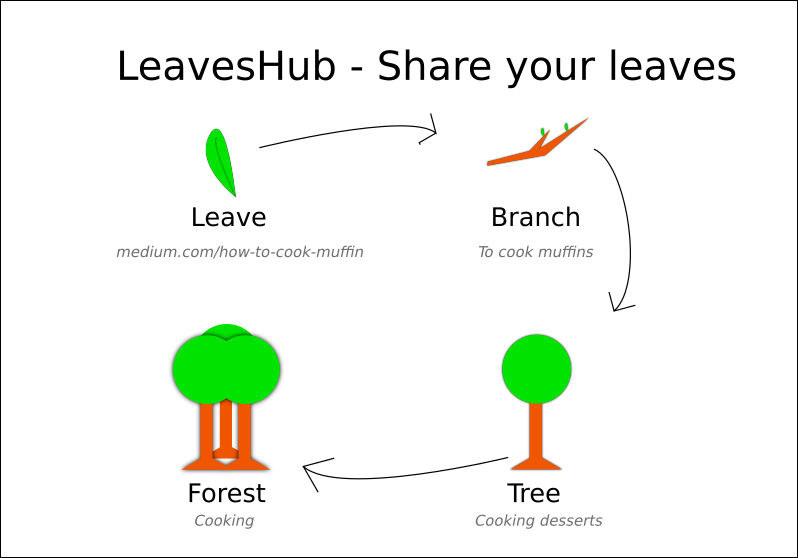 LeavesHub - Share your leaves
Leave
medium.com/how-to-cook-muffin
Branch
To cook muffins
Forest
Cooking
Tree
Cooking desserts